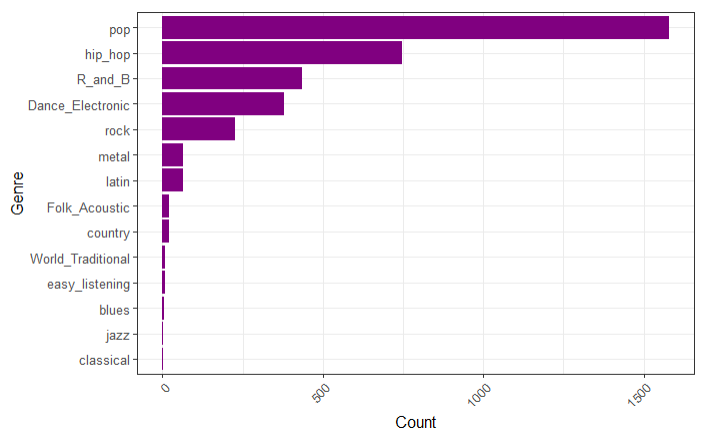 pop
hip_hop
R_and_B
Dance_Electronic
rock
metal
latin
Folk_Acoustic
country
World_Traditional
easy_listening
blues
jazz
classical
Genre
0
500
1000
1500
Count